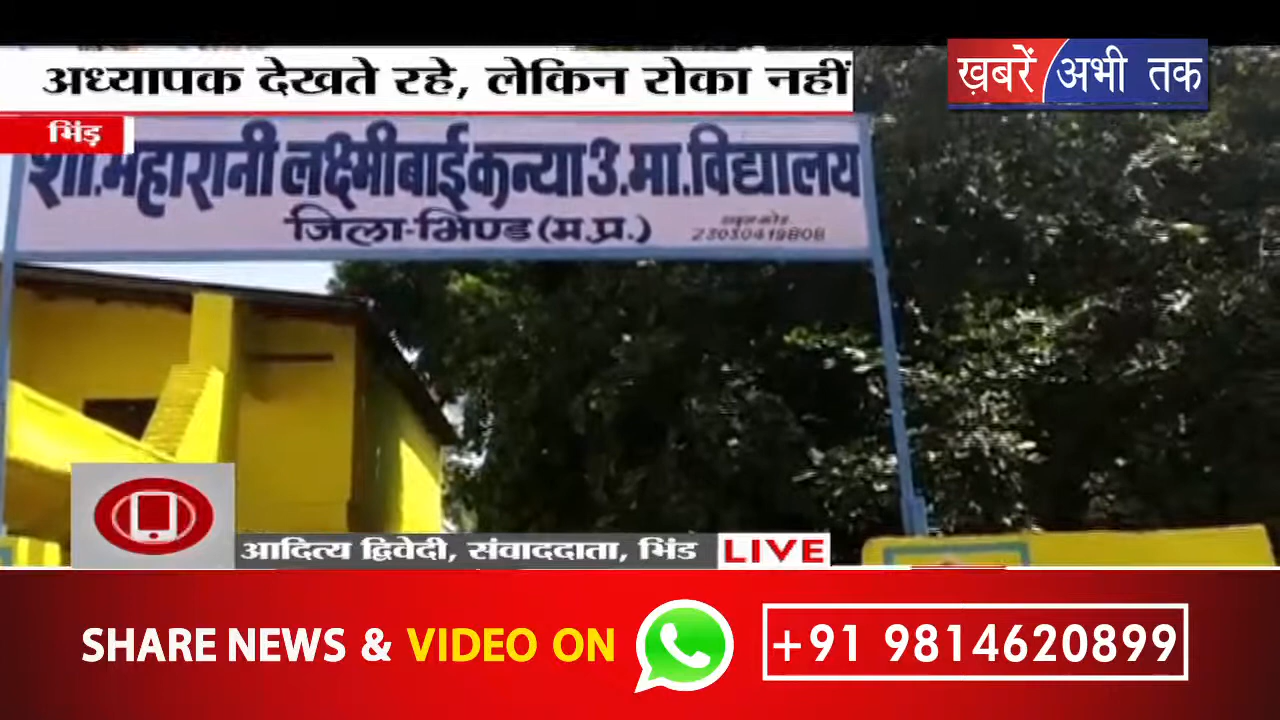 अध्यापक देखते रहे, लेकिन रोका नहीं
ख़बरें अभी तक
भिंड़
शा.महारानी लक्ष्मीबाई कन्या उ.मा.विद्यालय
जिला-भिण्ड (म.प्र.)
23030419808
आदित्य द्विवेदी, संवाददाता, भिंड
LIVE
SHARE NEWS & VIDEO ON
+91 9814620899